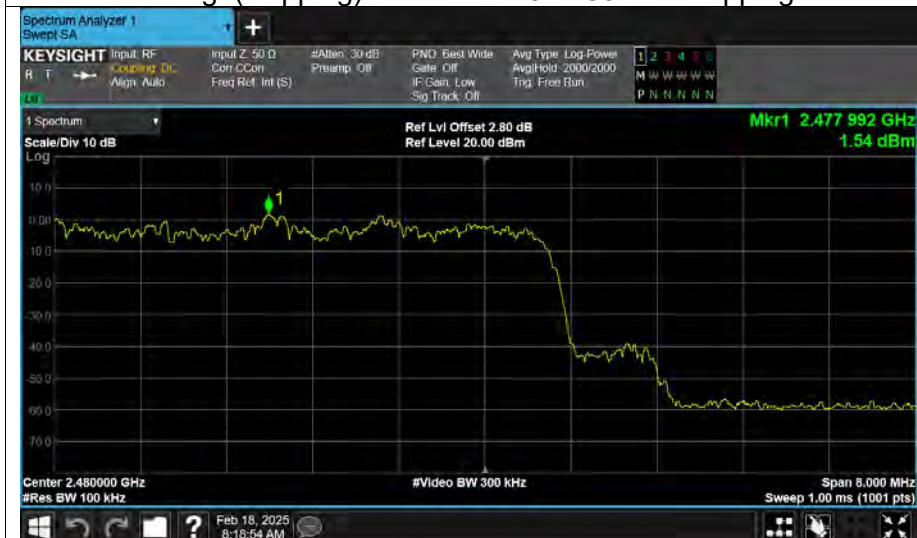 Spectrum Analyzer 1
Swept SA
+
KEYSIGHT Input: RF Input Z: 50 Ω #Atten: 30 dB PNO: Best Wide Avg Type: Log-Power 1 2 3 4 5 6
R T Coupling: DC Corr CCorr Preamp: Off Gate: Off Avg|Hold: 2000/2000 M W W W W W
Align: Auto Freq Ref: Int (S) IF Gain: Low Trig: Free Run
Sig Track: Off P N N N N N
1 Spectrum Ref Lvl Offset 2.80 dB Mkr1 2.477 992 GHz
Scale/Div 10 dB Ref Level 20.00 dBm 1.54 dBm
Log
10.0
1
0.00
-10.0
-20.0
-30.0
-40.0
-50.0
-60.0
-70.0
Center 2.480000 GHz #Video BW 300 kHz Span 8.000 MHz
#Res BW 100 kHz Sweep 1.00 ms (1001 pts)
? Feb 18, 2025
8:18:54 AM